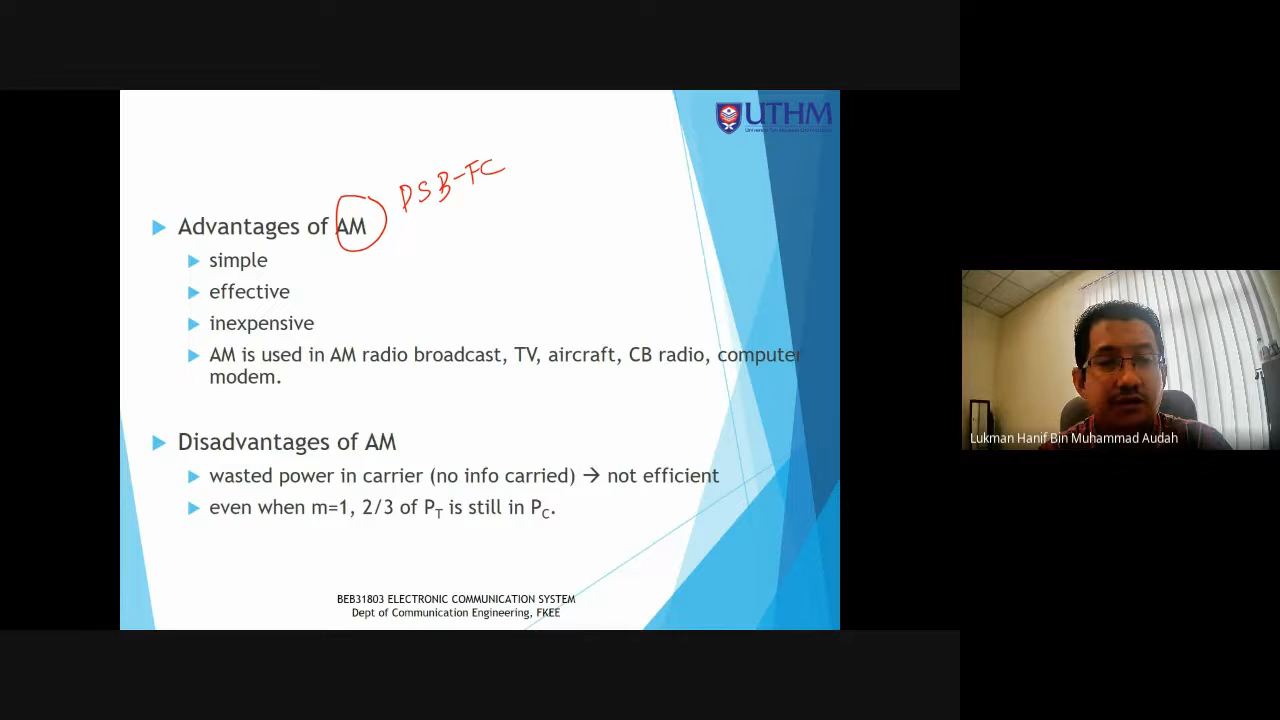 UTHM
DSB-FC
Advantages of AM
simple
effective
inexpensive
AM is used in AM radio broadcast, TV, aircraft, CB radio, computer
modem.
Disadvantages of AM
wasted power in carrier (no info carried) → not efficient
even when m=1, 2/3 of PT is still in PC.
BEB31803 ELECTRONIC COMMUNICATION SYSTEM
Dept of Communication Engineering, FKEE
Lukman Hanif Bin Muhammad Audah